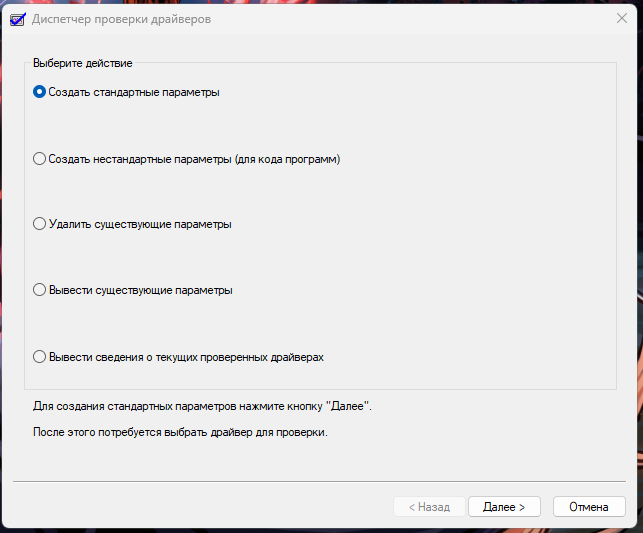 Диспетчер проверки драйверов
Выберите действие
Создать стандартные параметры
Создать нестандартные параметры (для кода программ)
Удалить существующие параметры
Вывести существующие параметры
Вывести сведения о текущих проверенных драйверах
Для создания стандартных параметров нажмите кнопку "Далее".
После этого потребуется выбрать драйвер для проверки.
< Назад Далее > Отмена